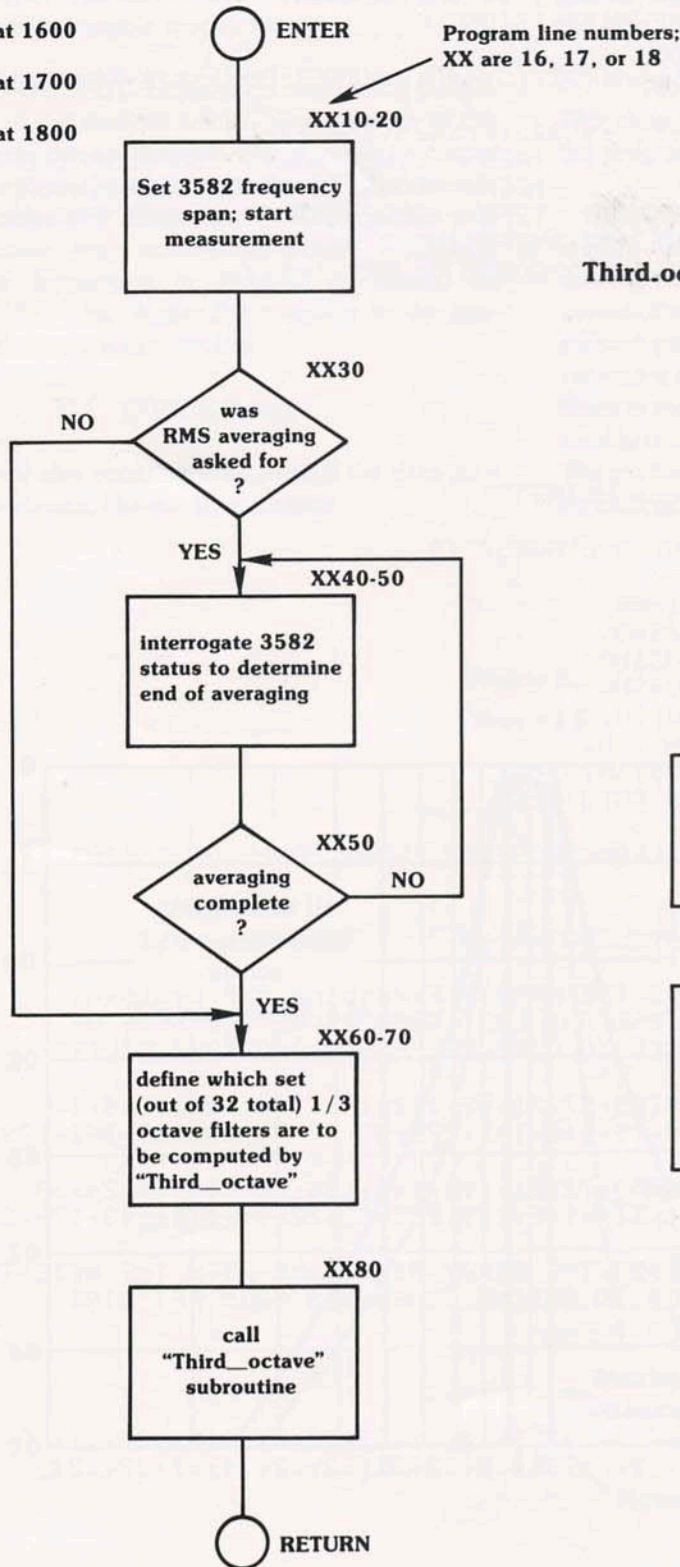 at 1600
at 1700
at 1800
ENTER
Program line numbers;
XX are 16, 17, or 18
XX10-20
Set 3582 frequency
span; start
measurement
Third.oc
XX30
was
RMS averaging
asked for
?
NO
YES
XX40-50
interrogate 3582
status to determine
end of averaging
XX50
averaging
complete
?
NO
YES
XX60-70
define which set
(out of 32 total) 1/3
octave filters are to
be computed by
"Third__octave"
XX80
call
"Third__octave"
subroutine
RETURN